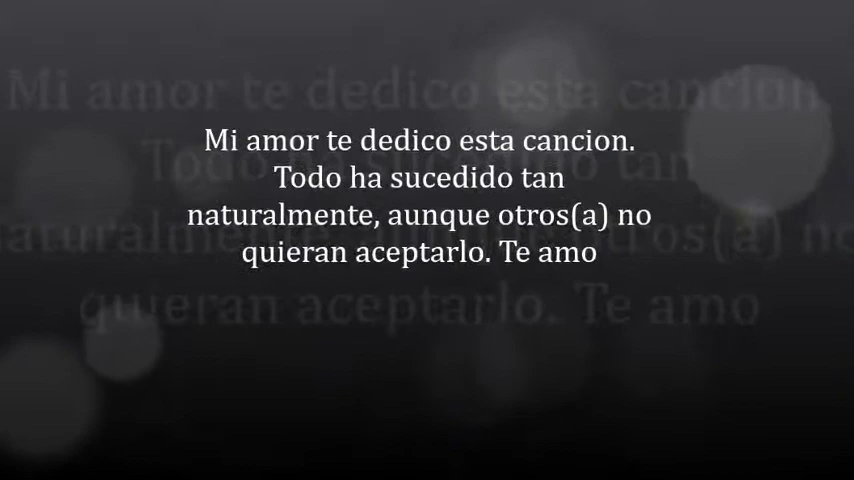 Mi amor te dedico esta cancion.
Todo ha sucedido tan
naturalmente, aunque otros(a) no
quieran aceptarlo. Te amo